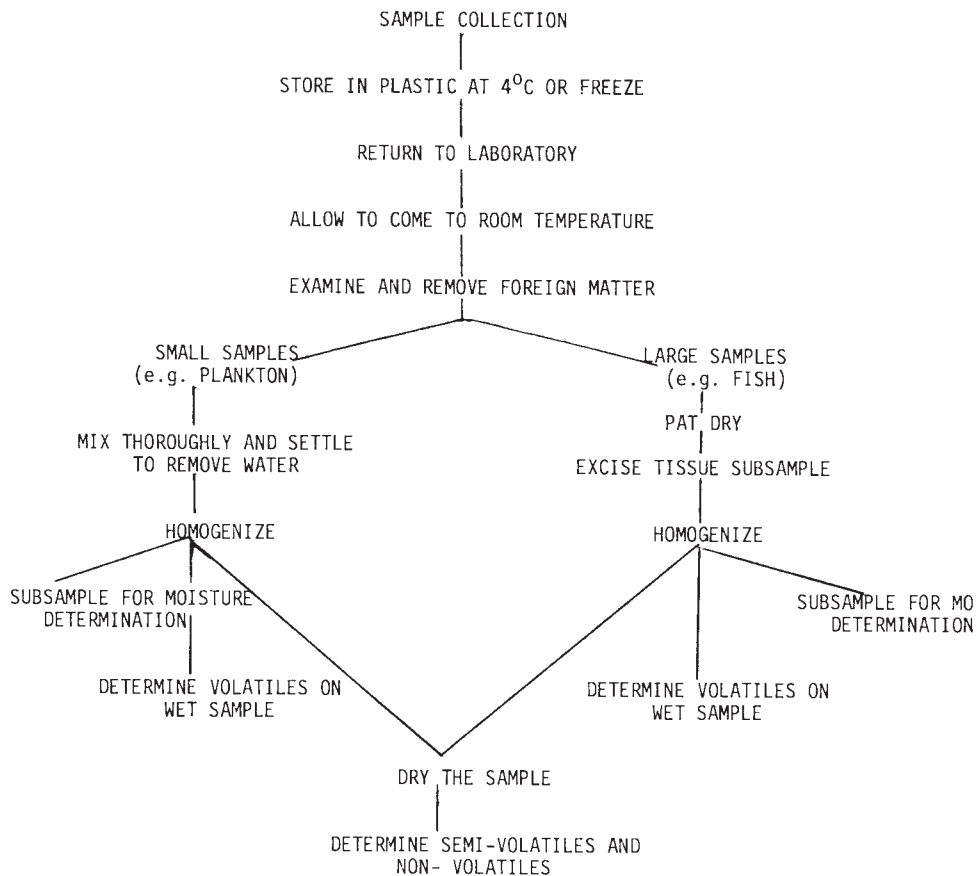 SAMPLE COLLECTION
STORE IN PLASTIC AT 4°C OR FREEZE
RETURN TO LABORATORY
ALLOW TO COME TO ROOM TEMPERATURE
EXAMINE AND REMOVE FOREIGN MATTER
SMALL SAMPLES
(e.g. PLANKTON)
LARGE SAMPLES
(e.g. FISH)
MIX THOROUGHLY AND SETTLE
TO REMOVE WATER
PAT DRY
EXCISE TISSUE SUBSAMPLE
HOMOGENIZE
HOMOGENIZE
SUBSAMPLE FOR MOISTURE
DETERMINATION
SUBSAMPLE FOR MO
DETERMINATION
DETERMINE VOLATILES ON
WET SAMPLE
DETERMINE VOLATILES ON
WET SAMPLE
DRY THE SAMPLE
DETERMINE SEMI-VOLATILES AND
NON- VOLATILES